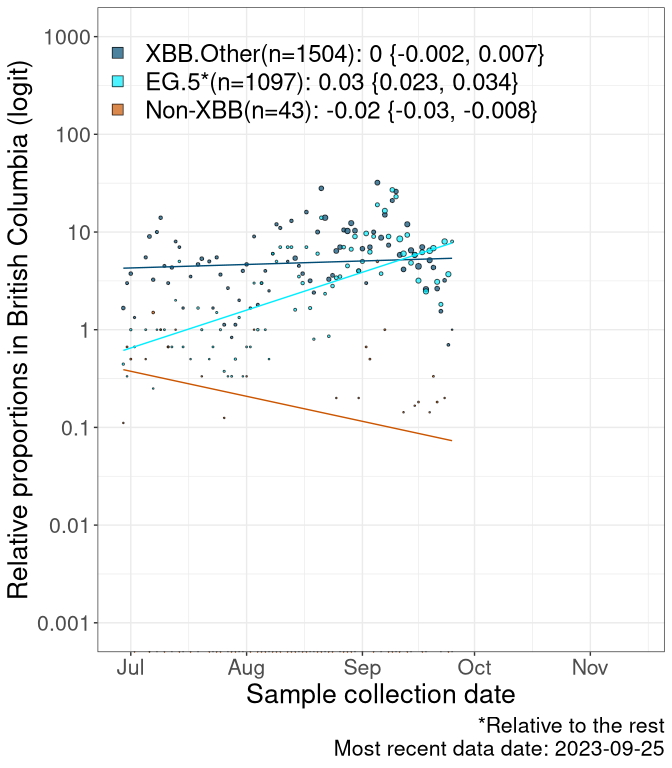 XBB.Other(n=1504): 0 {-0.002, 0.007}
EG.5*(n=1097): 0.03 {0.023, 0.034}
Non-XBB(n=43): -0.02 {-0.03, -0.008}
Relative proportions in British Columbia (logit)
1000
100
10
1
0.1
0.01
0.001
Jul Aug Sep Oct Nov
Sample collection date
*Relative to the rest
Most recent data date: 2023-09-25